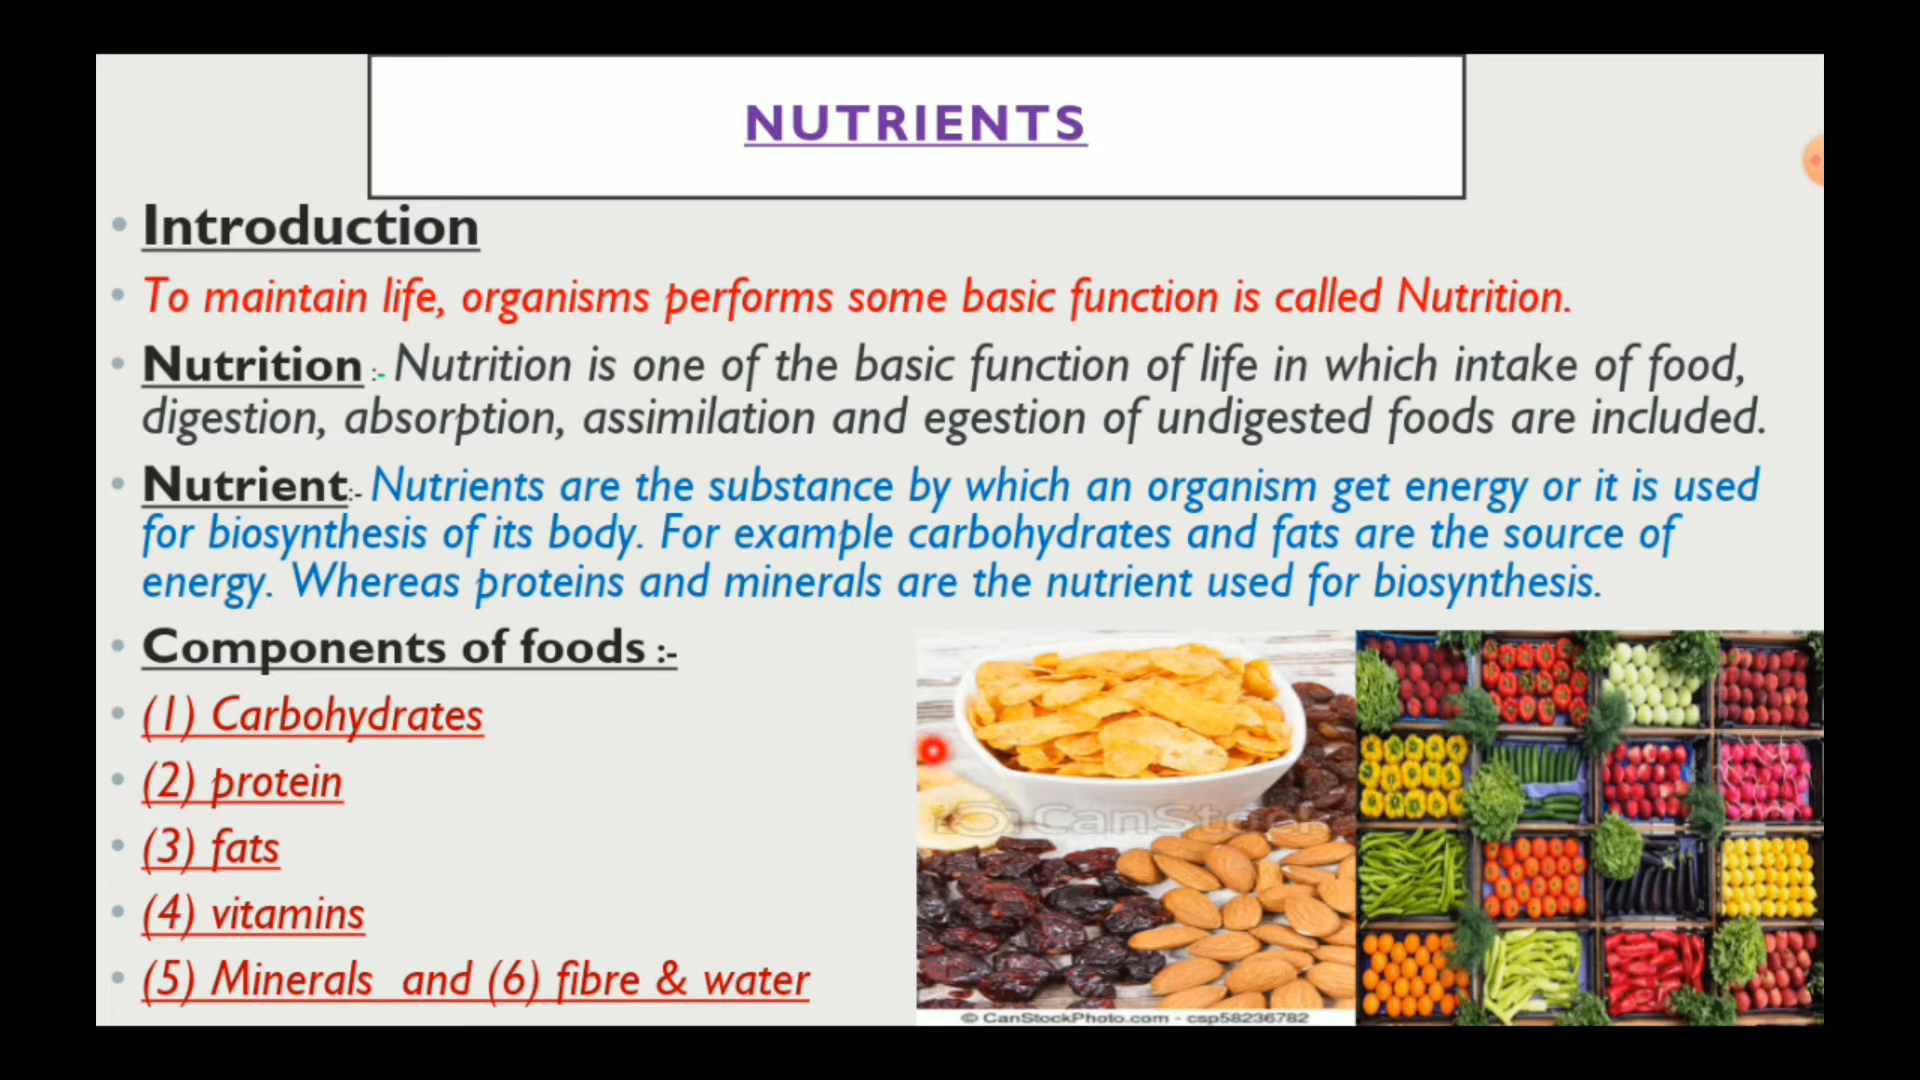 NUTRIENTS
Introduction
To maintain life, organisms performs some basic function is called Nutrition.
Nutrition :- Nutrition is one of the basic function of life in which intake of food,
digestion, absorption, assimilation and egestion of undigested foods are included.
Nutrient:- Nutrients are the substance by which an organism get energy or it is used
for biosynthesis of its body. For example carbohydrates and fats are the source of
energy. Whereas proteins and minerals are the nutrient used for biosynthesis.
Components of foods :-
(1) Carbohydrates
(2) protein
(3) fats
(4) vitamins
(5) Minerals and (6) fibre & water
CanStock
© CanStockPhoto.com - csp58236782